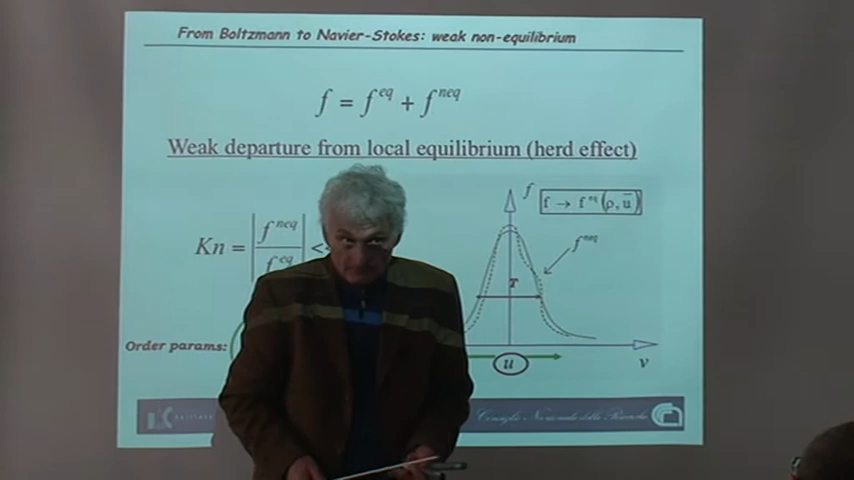 From Boltzmann to Navier-Stokes: weak non-equilibrium
f = f^eq + f^neq
Weak departure from local equilibrium (herd effect)
f
f → f^eq (ρ, u̅)
Kn = | f^neq / f^eq | <
f^neq
T
Order params:
u
v
Consiglio Nazionale delle Ricerche